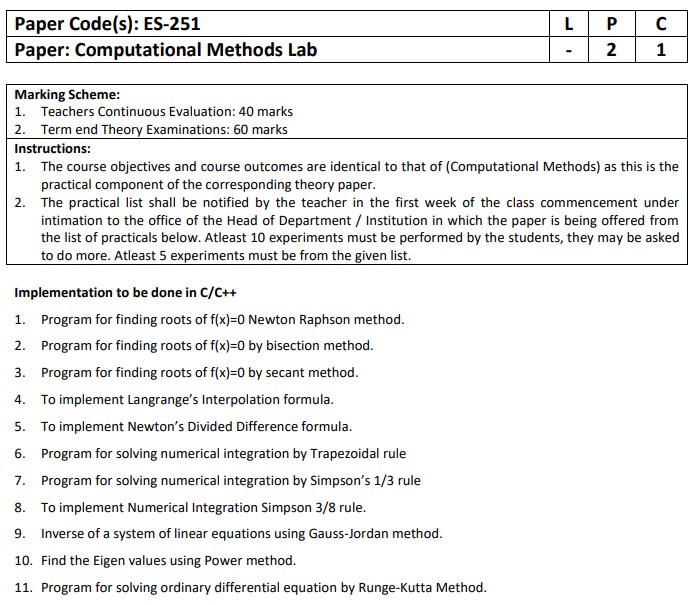 Paper Code(s): ES-251 L P C
Paper: Computational Methods Lab - 2 1
Marking Scheme:
1. Teachers Continuous Evaluation: 40 marks
2. Term end Theory Examinations: 60 marks
Instructions:
1. The course objectives and course outcomes are identical to that of (Computational Methods) as this is the
practical component of the corresponding theory paper.
2. The practical list shall be notified by the teacher in the first week of the class commencement under
intimation to the office of the Head of Department / Institution in which the paper is being offered from
the list of practicals below. Atleast 10 experiments must be performed by the students, they may be asked
to do more. Atleast 5 experiments must be from the given list.
Implementation to be done in C/C++
1. Program for finding roots of f(x)=0 Newton Raphson method.
2. Program for finding roots of f(x)=0 by bisection method.
3. Program for finding roots of f(x)=0 by secant method.
4. To implement Langrange's Interpolation formula.
5. To implement Newton's Divided Difference formula.
6. Program for solving numerical integration by Trapezoidal rule
7. Program for solving numerical integration by Simpson's 1/3 rule
8. To implement Numerical Integration Simpson 3/8 rule.
9. Inverse of a system of linear equations using Gauss-Jordan method.
10. Find the Eigen values using Power method.
11. Program for solving ordinary differential equation by Runge-Kutta Method.